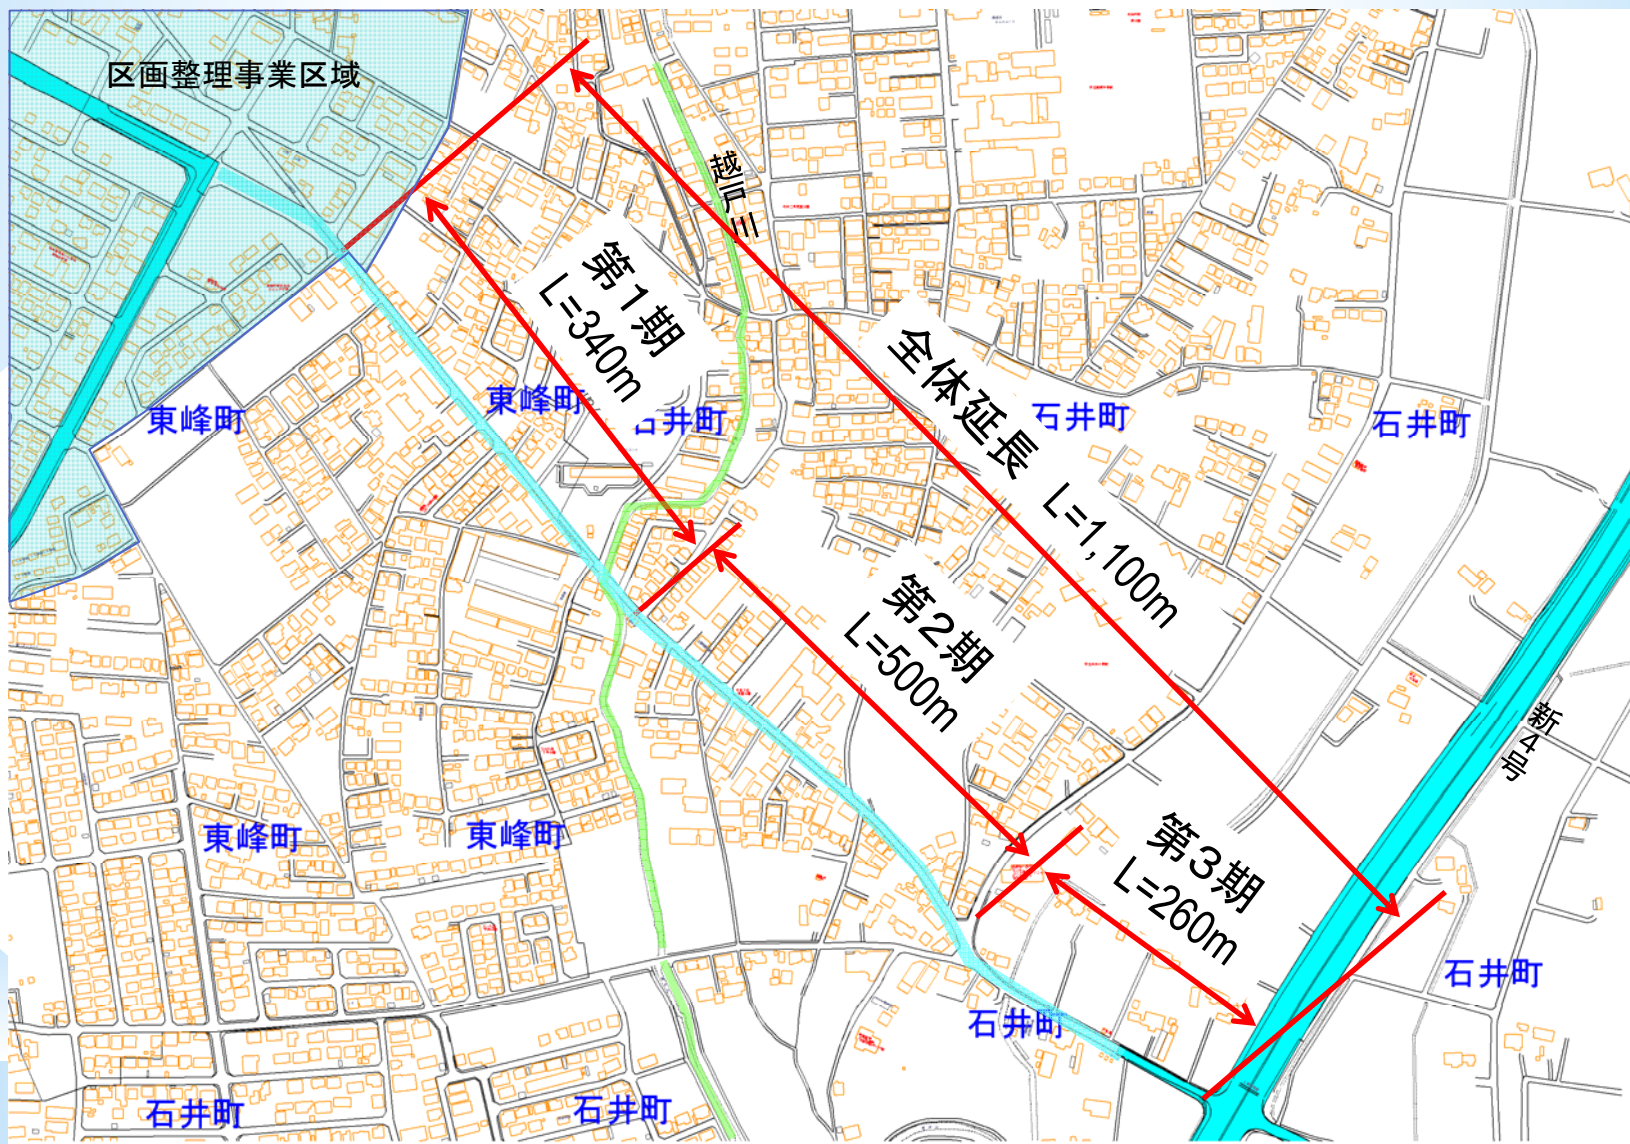 区画整理事業区域
越戸川
第1期
L=340m
全体延長 L=1,100m
東峰町
東峰町
石井町
石井町
石井町
第2期
L=500m
新4号
第3期
L=260m
東峰町
東峰町
石井町
石井町
石井町
石井町